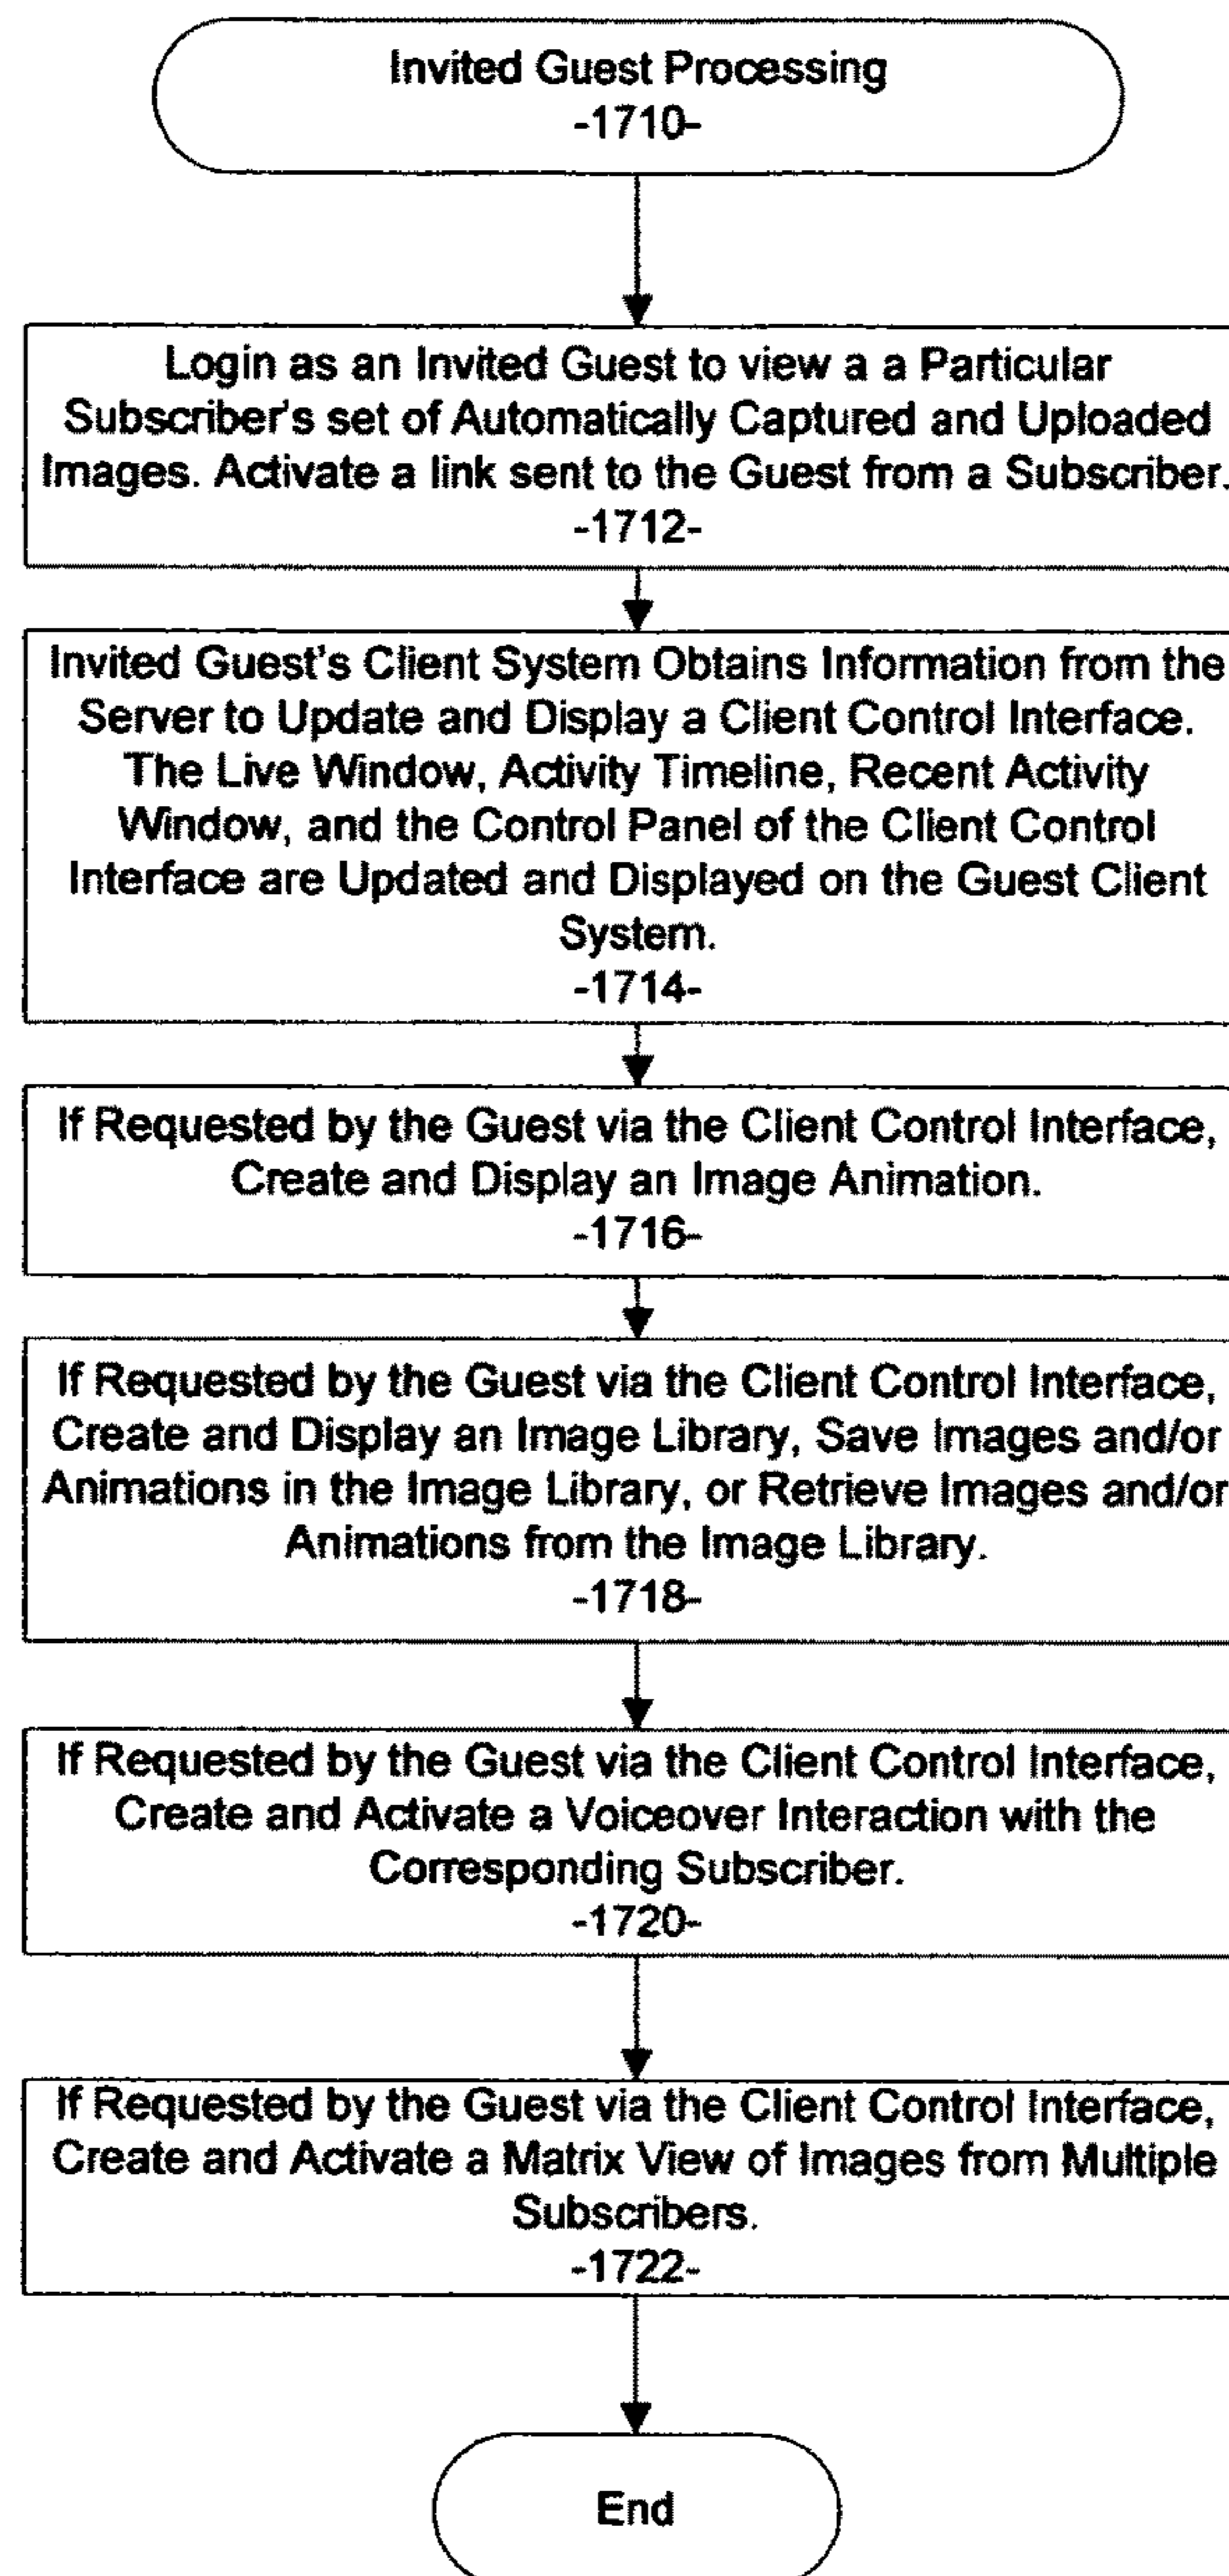 Invited Guest Processing
-1710-
Login as an Invited Guest to view a a Particular
Subscriber's set of Automatically Captured and Uploaded
Images. Activate a link sent to the Guest from a Subscriber.
-1712-
Invited Guest's Client System Obtains Information from the
Server to Update and Display a Client Control Interface.
The Live Window, Activity Timeline, Recent Activity
Window, and the Control Panel of the Client Control
Interface are Updated and Displayed on the Guest Client
System.
-1714-
If Requested by the Guest via the Client Control Interface,
Create and Display an Image Animation.
-1716-
If Requested by the Guest via the Client Control Interface,
Create and Display an Image Library, Save Images and/or
Animations in the Image Library, or Retrieve Images and/or
Animations from the Image Library.
-1718-
If Requested by the Guest via the Client Control Interface,
Create and Activate a Voiceover Interaction with the
Corresponding Subscriber.
-1720-
If Requested by the Guest via the Client Control Interface,
Create and Activate a Matrix View of Images from Multiple
Subscribers.
-1722-
End